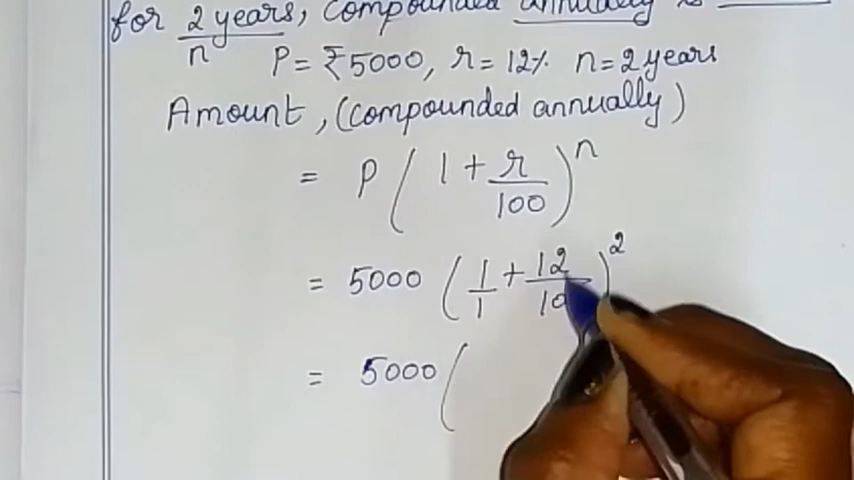 for 2 years, compounded annually is
n
P = ₹5000, r = 12% n = 2 years
Amount, (compounded annually)
= P ( 1 + r/100 )^n
= 5000 ( 1/1 + 12/10 )^2
= 5000 (